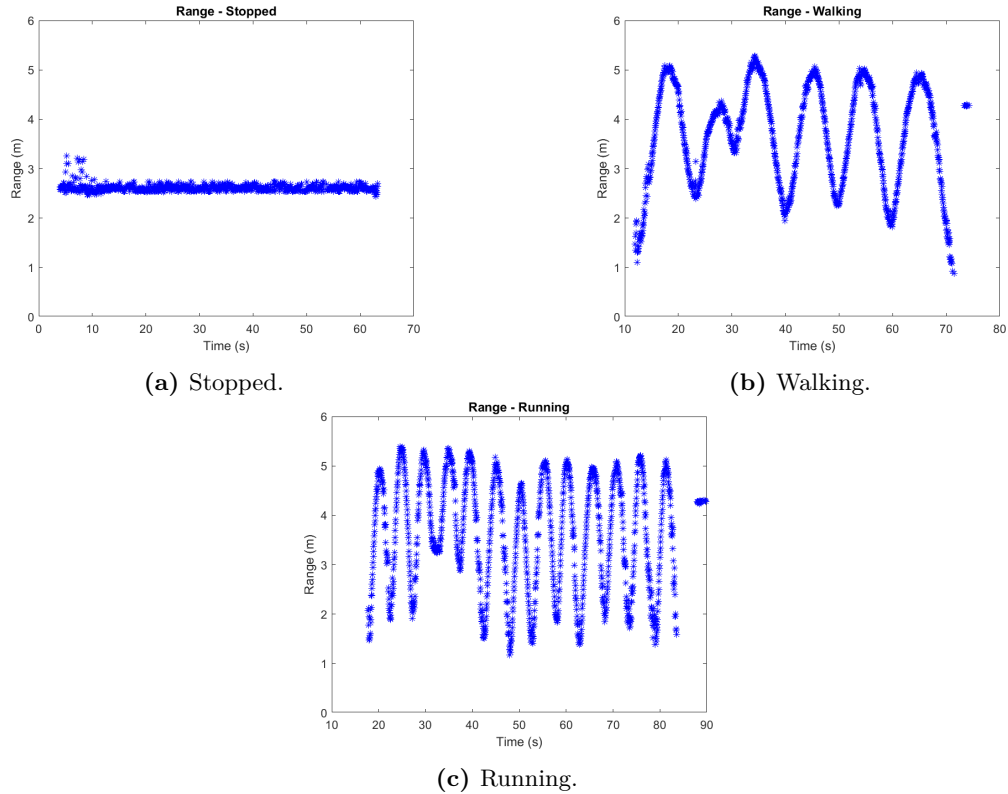 Range - Stopped
6
5
4
3
2
1
0
Range (m)
0 10 20 30 40 50 60 70
Time (s)
(a) Stopped.
Range - Walking
6
5
4
3
2
1
0
Range (m)
10 20 30 40 50 60 70 80
Time (s)
(b) Walking.
Range - Running
6
5
4
3
2
1
0
Range (m)
10 20 30 40 50 60 70 80 90
Time (s)
(c) Running.